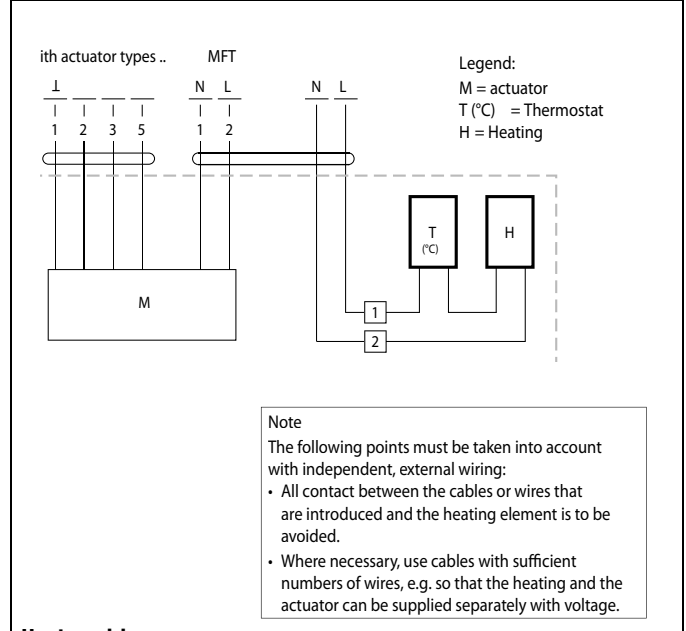 ith actuator types .. MFT
⊥ N L N L
1 2 3 5 1 2
Legend:
M = actuator
T (°C) = Thermostat
H = Heating
T
(°C)
H
M
1
2
Note
The following points must be taken into account
with independent, external wiring:
• All contact between the cables or wires that
are introduced and the heating element is to be
avoided.
• Where necessary, use cables with sufficient
numbers of wires, e.g. so that the heating and the
actuator can be supplied separately with voltage.